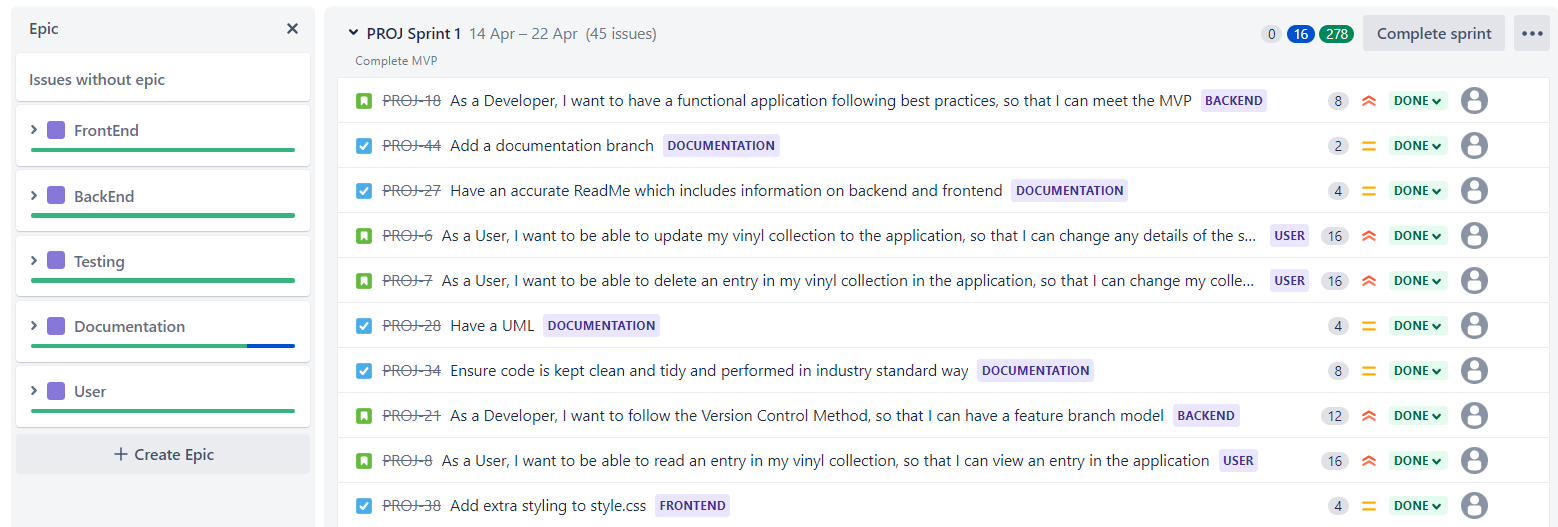 Epic
Issues without epic
FrontEnd
BackEnd
Testing
Documentation
User
+ Create Epic
PROJ Sprint 1 14 Apr – 22 Apr (45 issues) 0 16 278 Complete sprint
Complete MVP
PROJ-18 As a Developer, I want to have a functional application following best practices, so that I can meet the MVP BACKEND 8 DONE
PROJ-44 Add a documentation branch DOCUMENTATION 2 DONE
PROJ-27 Have an accurate ReadMe which includes information on backend and frontend DOCUMENTATION 4 DONE
PROJ-6 As a User, I want to be able to update my vinyl collection to the application, so that I can change any details of the s... USER 16 DONE
PROJ-7 As a User, I want to be able to delete an entry in my vinyl collection in the application, so that I can change my colle... USER 16 DONE
PROJ-28 Have a UML DOCUMENTATION 4 DONE
PROJ-34 Ensure code is kept clean and tidy and performed in industry standard way DOCUMENTATION 8 DONE
PROJ-21 As a Developer, I want to follow the Version Control Method, so that I can have a feature branch model BACKEND 12 DONE
PROJ-8 As a User, I want to be able to read an entry in my vinyl collection, so that I can view an entry in the application USER 16 DONE
PROJ-38 Add extra styling to style.css FRONTEND 4 DONE